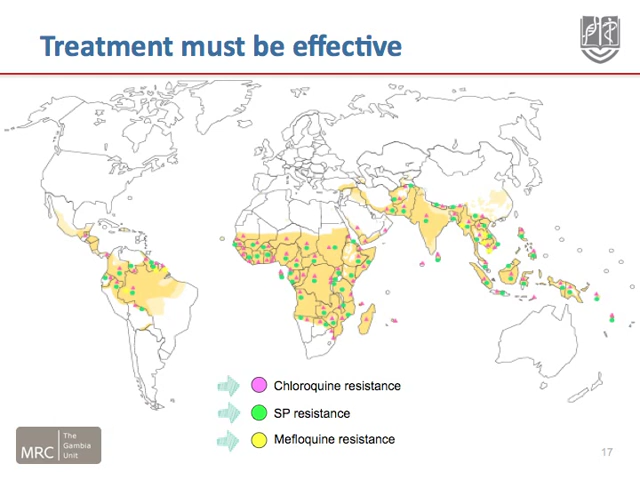 Treatment must be effective
Chloroquine resistance
SP resistance
Mefloquine resistance
MRC
The
Gambia
Unit
17